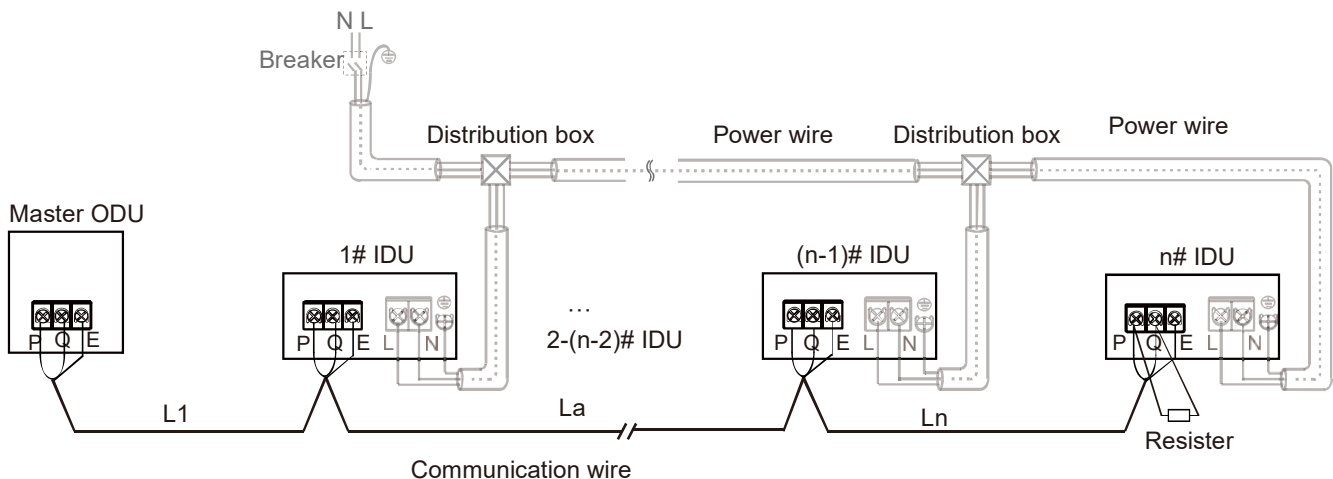 N L
Breaker
Distribution box
Power wire
Distribution box
Power wire
Master ODU
1# IDU
(n-1)# IDU
n# IDU
…
2-(n-2)# IDU
P Q E
P Q E L N
P Q E L N
P Q E L N
L1
La
Ln
Resister
Communication wire